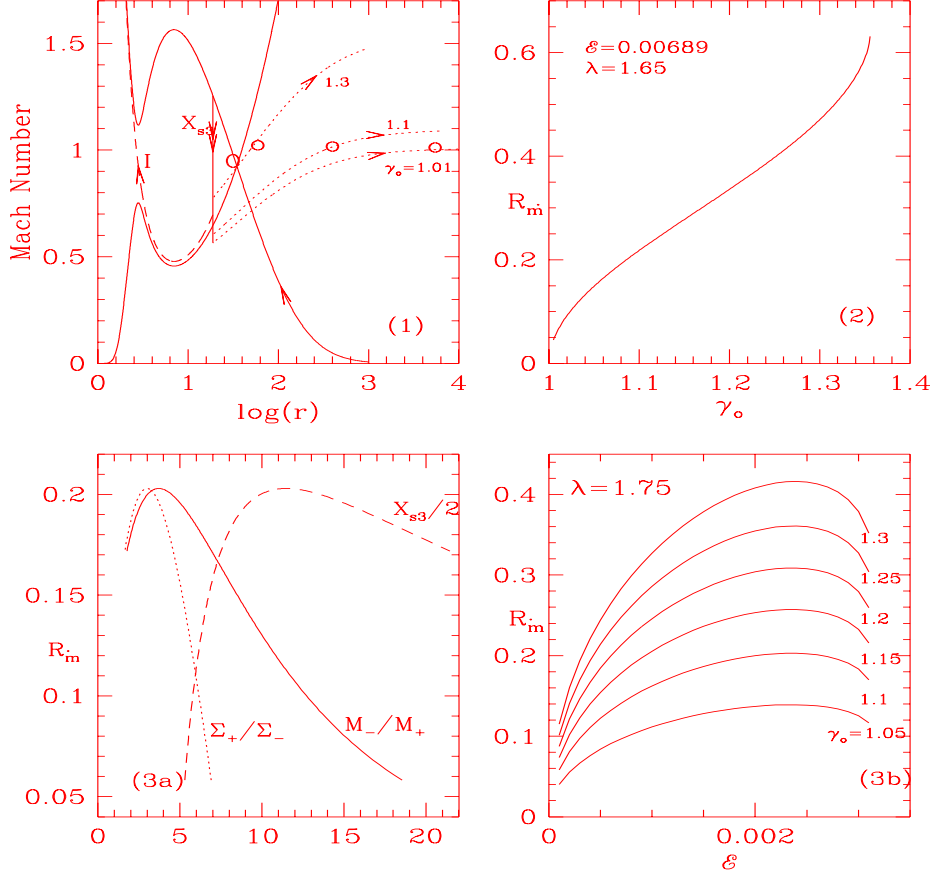 1.5
1
0.5
0
Mach Number
X_{s3}
I
1.3
1.1
γ_o=1.01
(1)
0 1 2 3 4
log(r)
0.6
0.4
0.2
0
R_ṁ
ℰ=0.00689
λ=1.65
(2)
1 1.1 1.2 1.3 1.4
γ_o
0.2
0.15
0.1
0.05
R_ṁ
X_{s3}/2
Σ_+/Σ_-
M_-/M_+
(3a)
0 5 10 15 20
0.4
0.3
0.2
0.1
0
R_ṁ
λ=1.75
1.3
1.25
1.2
1.15
1.1
γ_o=1.05
(3b)
0 0.002
ℰ